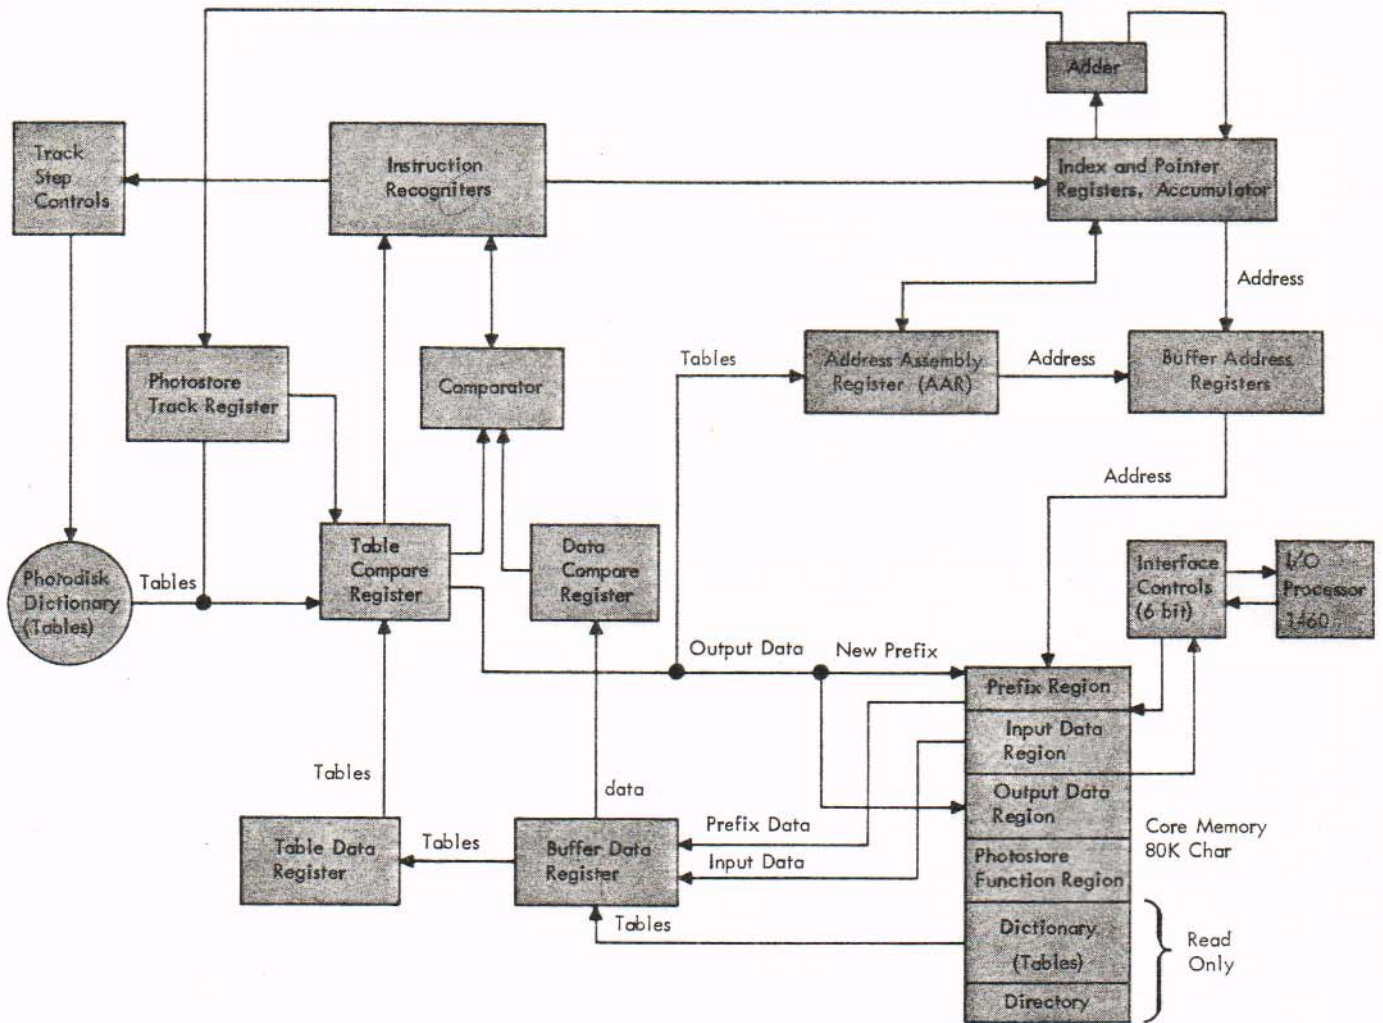 Adder
Track
Step
Controls
Instruction
Recogniters
Index and Pointer
Registers, Accumulator
Address
Photostore
Track Register
Comparator
Tables
Address Assembly
Register (AAR)
Address
Buffer Address
Registers
Address
Photodisk
Dictionary
(Tables)
Tables
Table
Compare
Register
Data
Compare
Register
Interface
Controls
(6 bit)
I/O
Processor
1460
Output Data
New Prefix
Prefix Region
Input Data
Region
Output Data
Region
Photostore
Function Region
Dictionary
(Tables)
Directory
Core Memory
80K Char
Read
Only
Tables
data
Prefix Data
Input Data
Table Data
Register
Tables
Buffer Data
Register
Tables